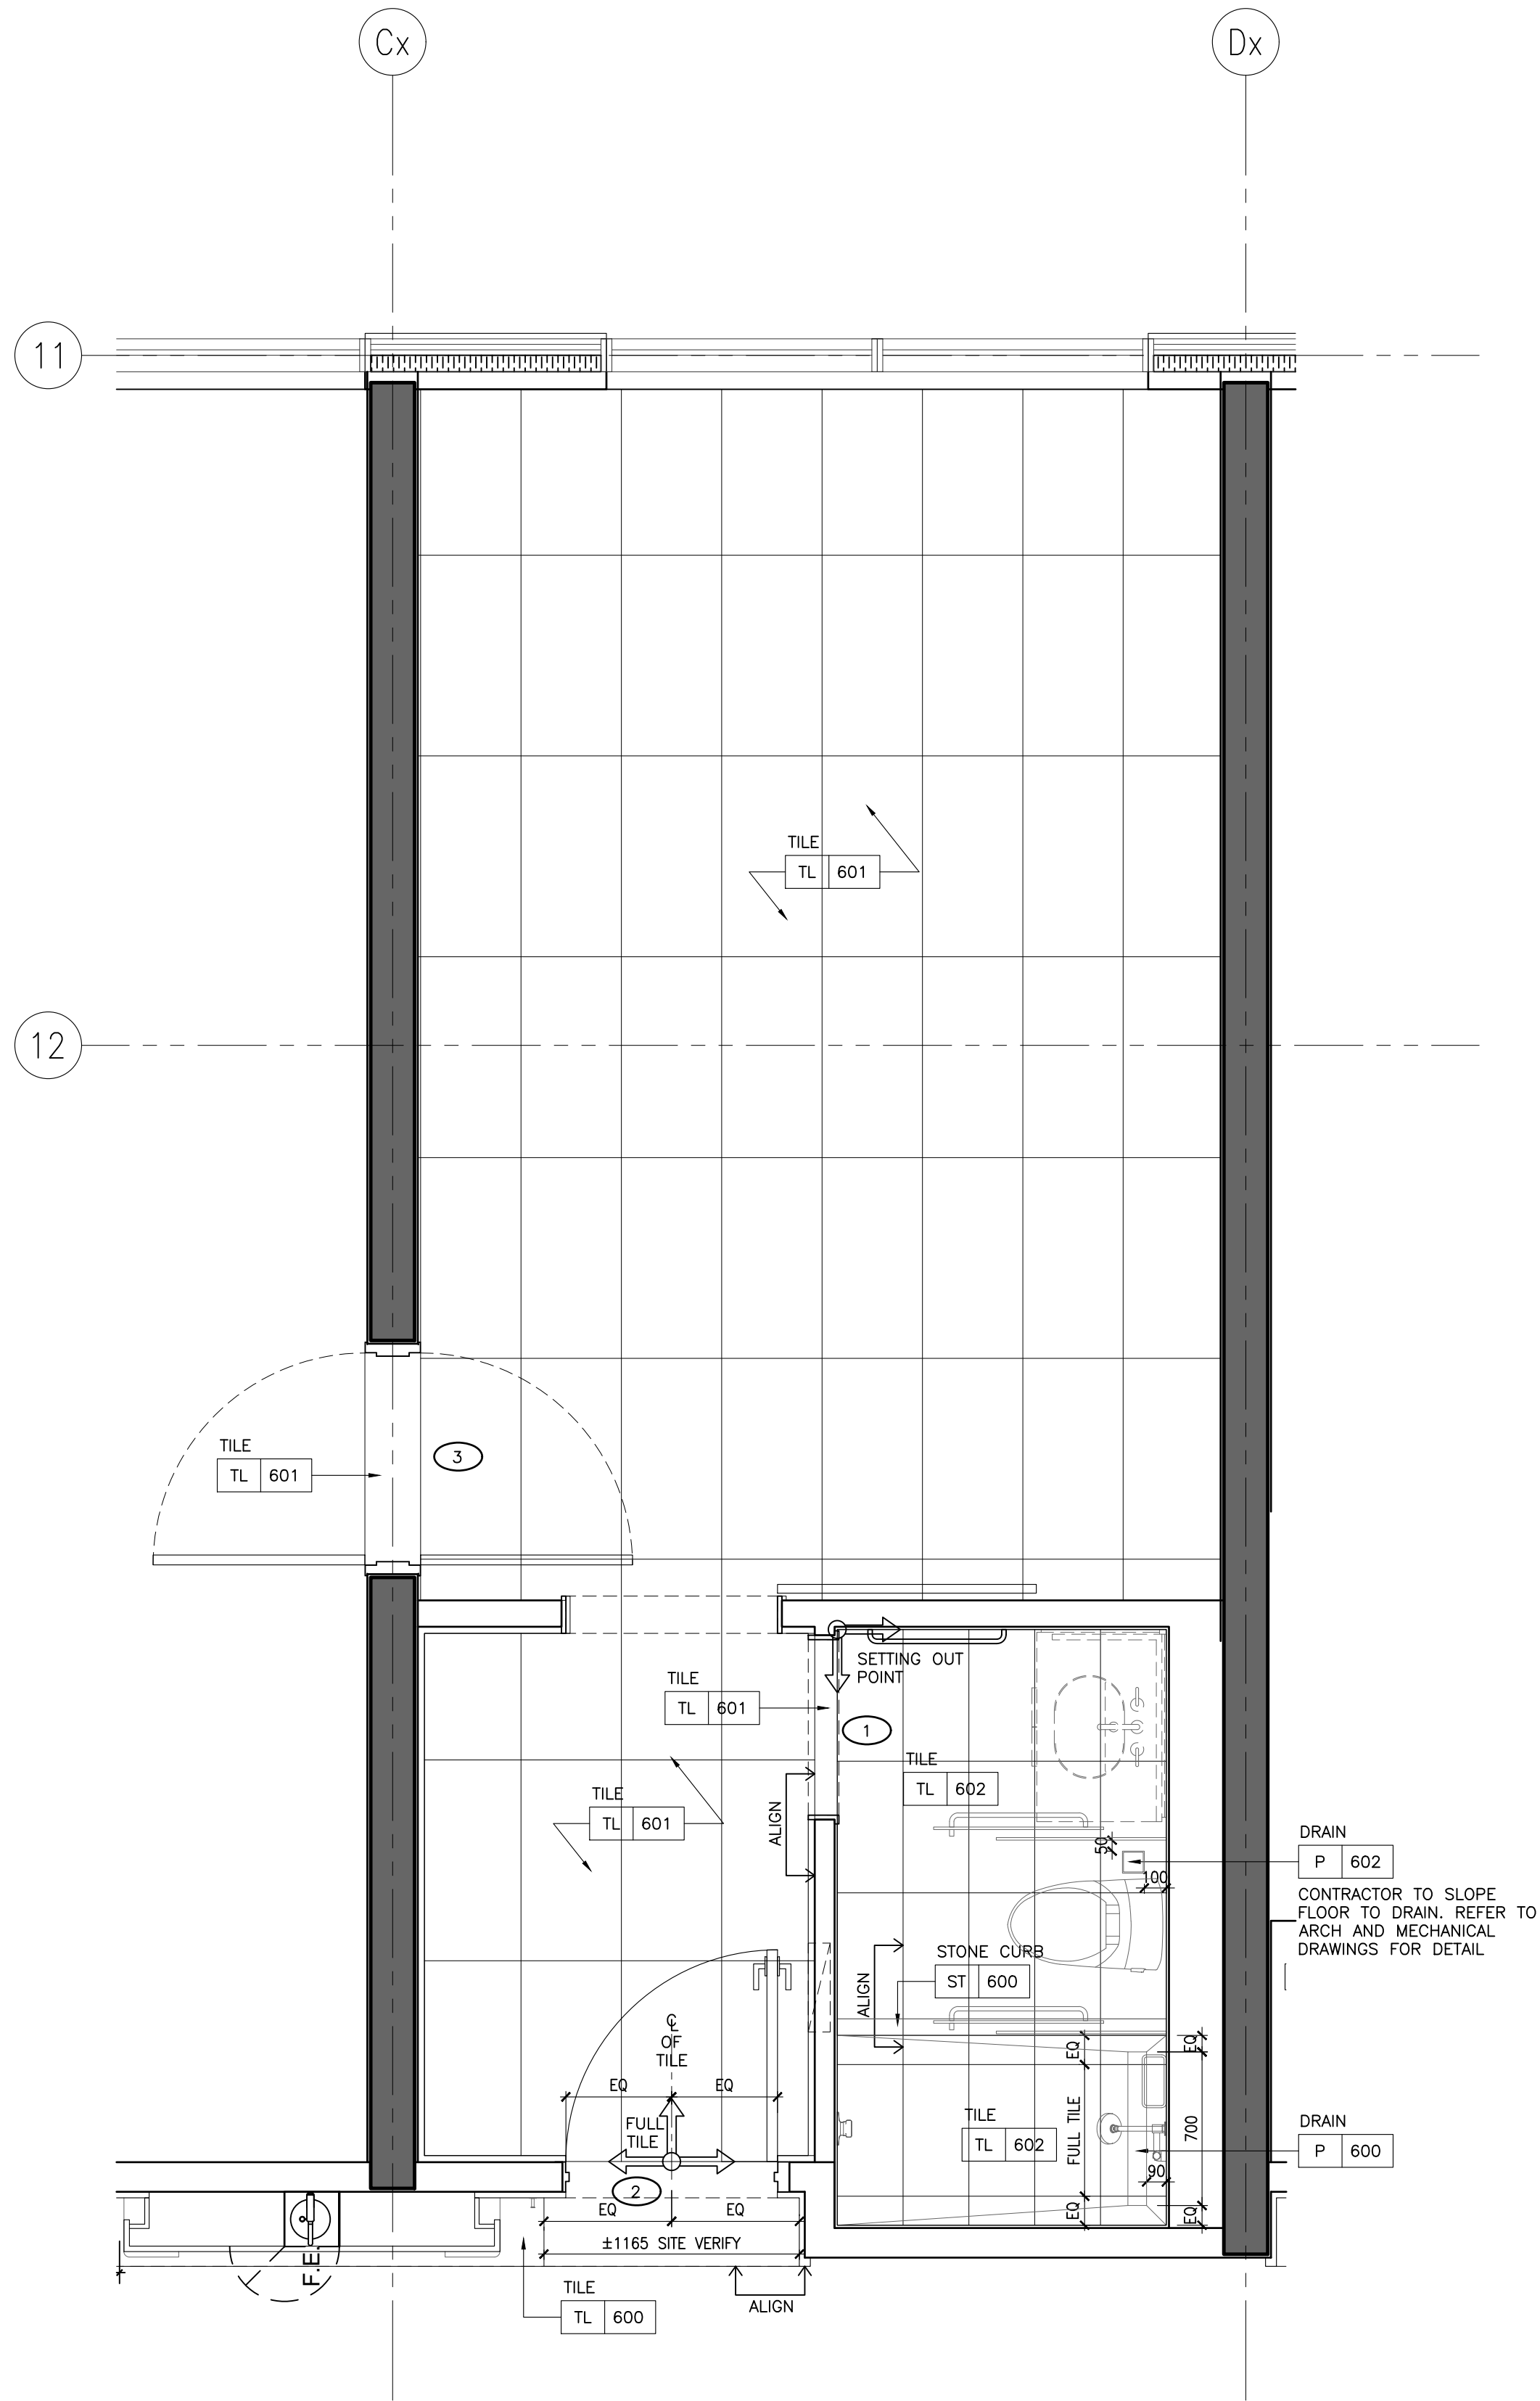 Cx
Dx
11
TILE
TL 601
12
TILE
TL 601
3
SETTING OUT
POINT
TILE
TL 601
1
TILE
TL 602
TILE
TL 601
ALIGN
50
100
DRAIN
P 602
CONTRACTOR TO SLOPE
FLOOR TO DRAIN. REFER TO
ARCH AND MECHANICAL
DRAWINGS FOR DETAIL
STONE CURB
ST 600
ALIGN
℄
OF
TILE
EQ
EQ
EQ
EQ
FULL
TILE
FULL TILE
700
TILE
TL 602
DRAIN
P 600
90
2
EQ
EQ
EQ
EQ
±1165 SITE VERIFY
F.E.
TILE
TL 600
ALIGN